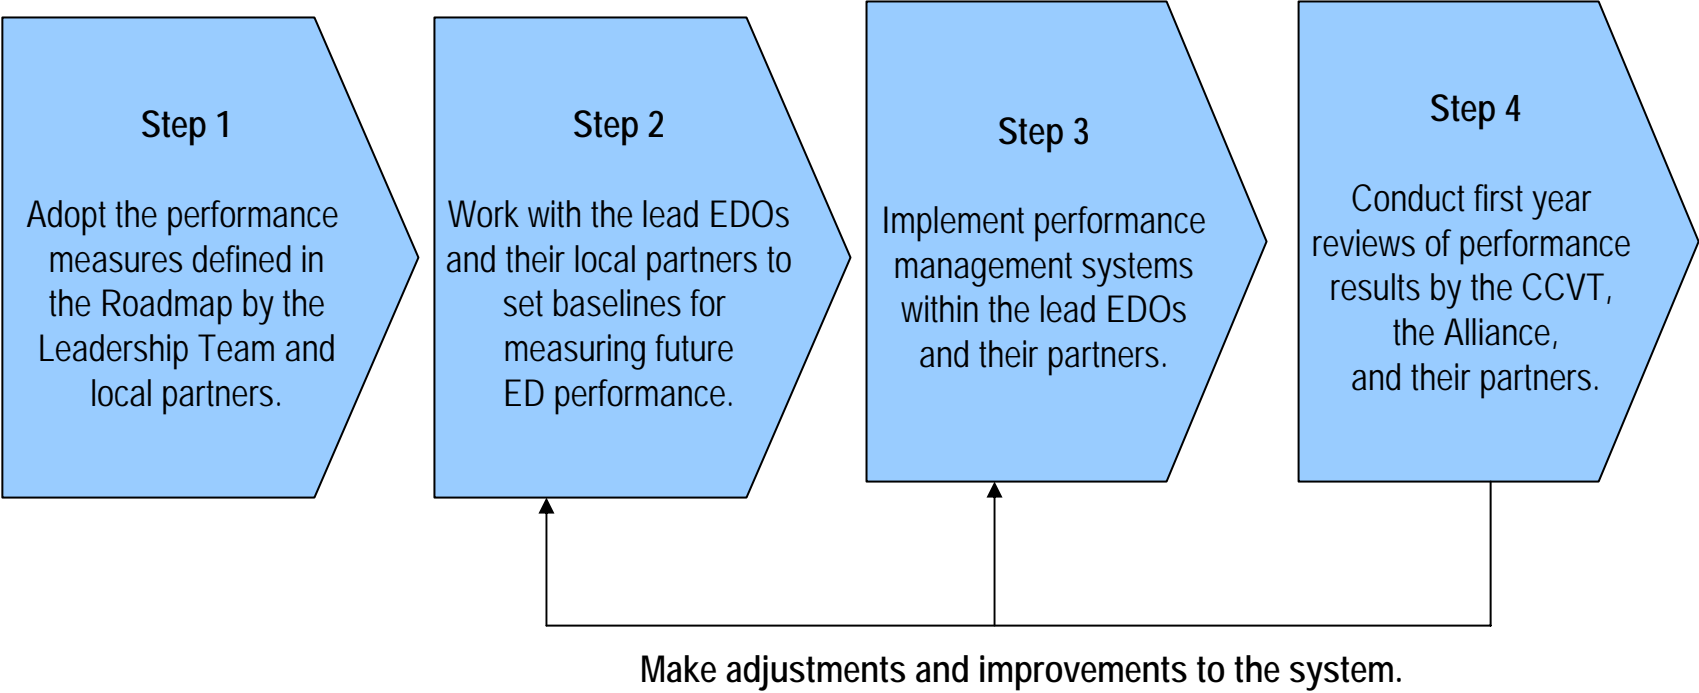 Step 1
Adopt the performance
measures defined in
the Roadmap by the
Leadership Team and
local partners.
Step 2
Work with the lead EDOs
and their local partners to
set baselines for
measuring future
ED performance.
Step 3
Implement performance
management systems
within the lead EDOs
and their partners.
Step 4
Conduct first year
reviews of performance
results by the CCVT,
the Alliance,
and their partners.
Make adjustments and improvements to the system.